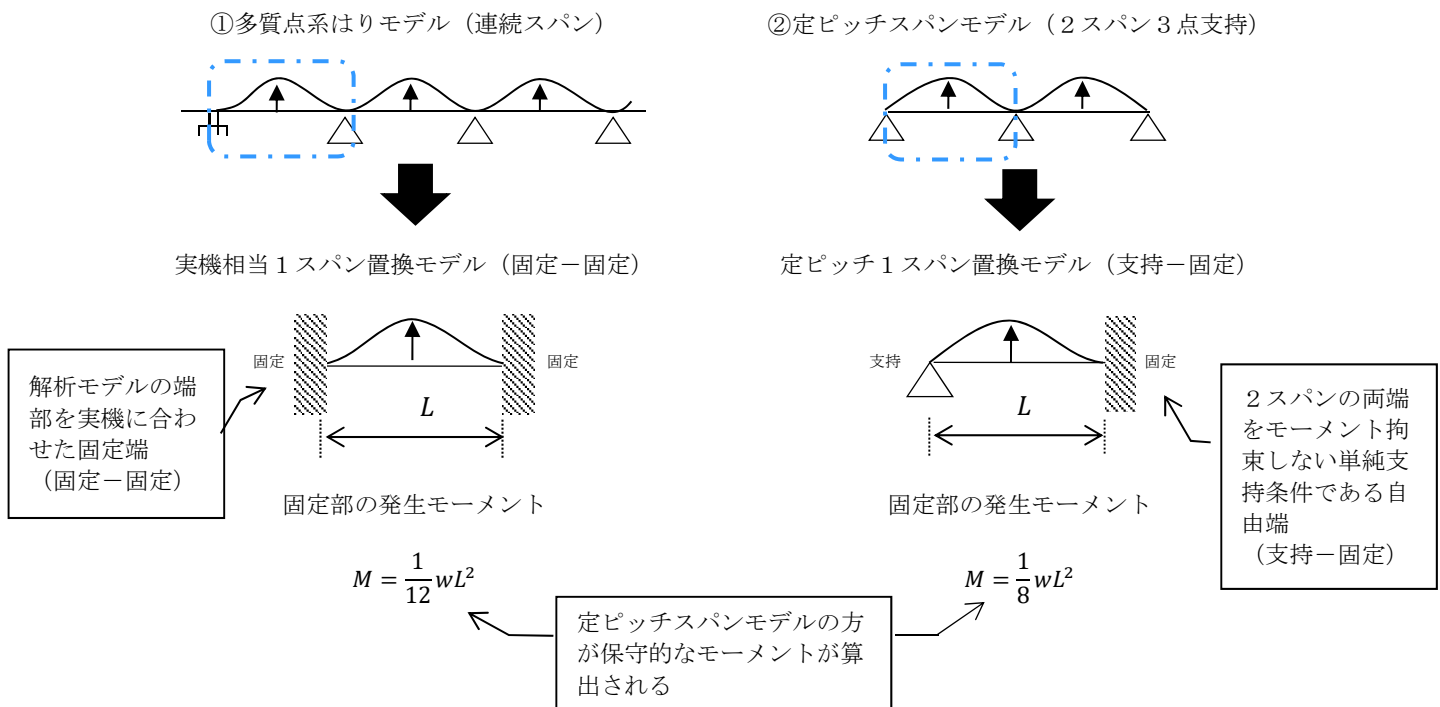 ①多質点系はりモデル（連続スパン）
②定ピッチスパンモデル（２スパン３点支持）
実機相当１スパン置換モデル（固定－固定）
定ピッチ１スパン置換モデル（支持－固定）
解析モデルの端
部を実機に合わ
せた固定端
（固定－固定）
固定
固定
L
支持
固定
L
２スパンの両端
をモーメント拘
束しない単純支
持条件である自
由端
（支持－固定）
固定部の発生モーメント
固定部の発生モーメント
M = 1/12 wL²
M = 1/8 wL²
定ピッチスパンモデルの方
が保守的なモーメントが算
出される